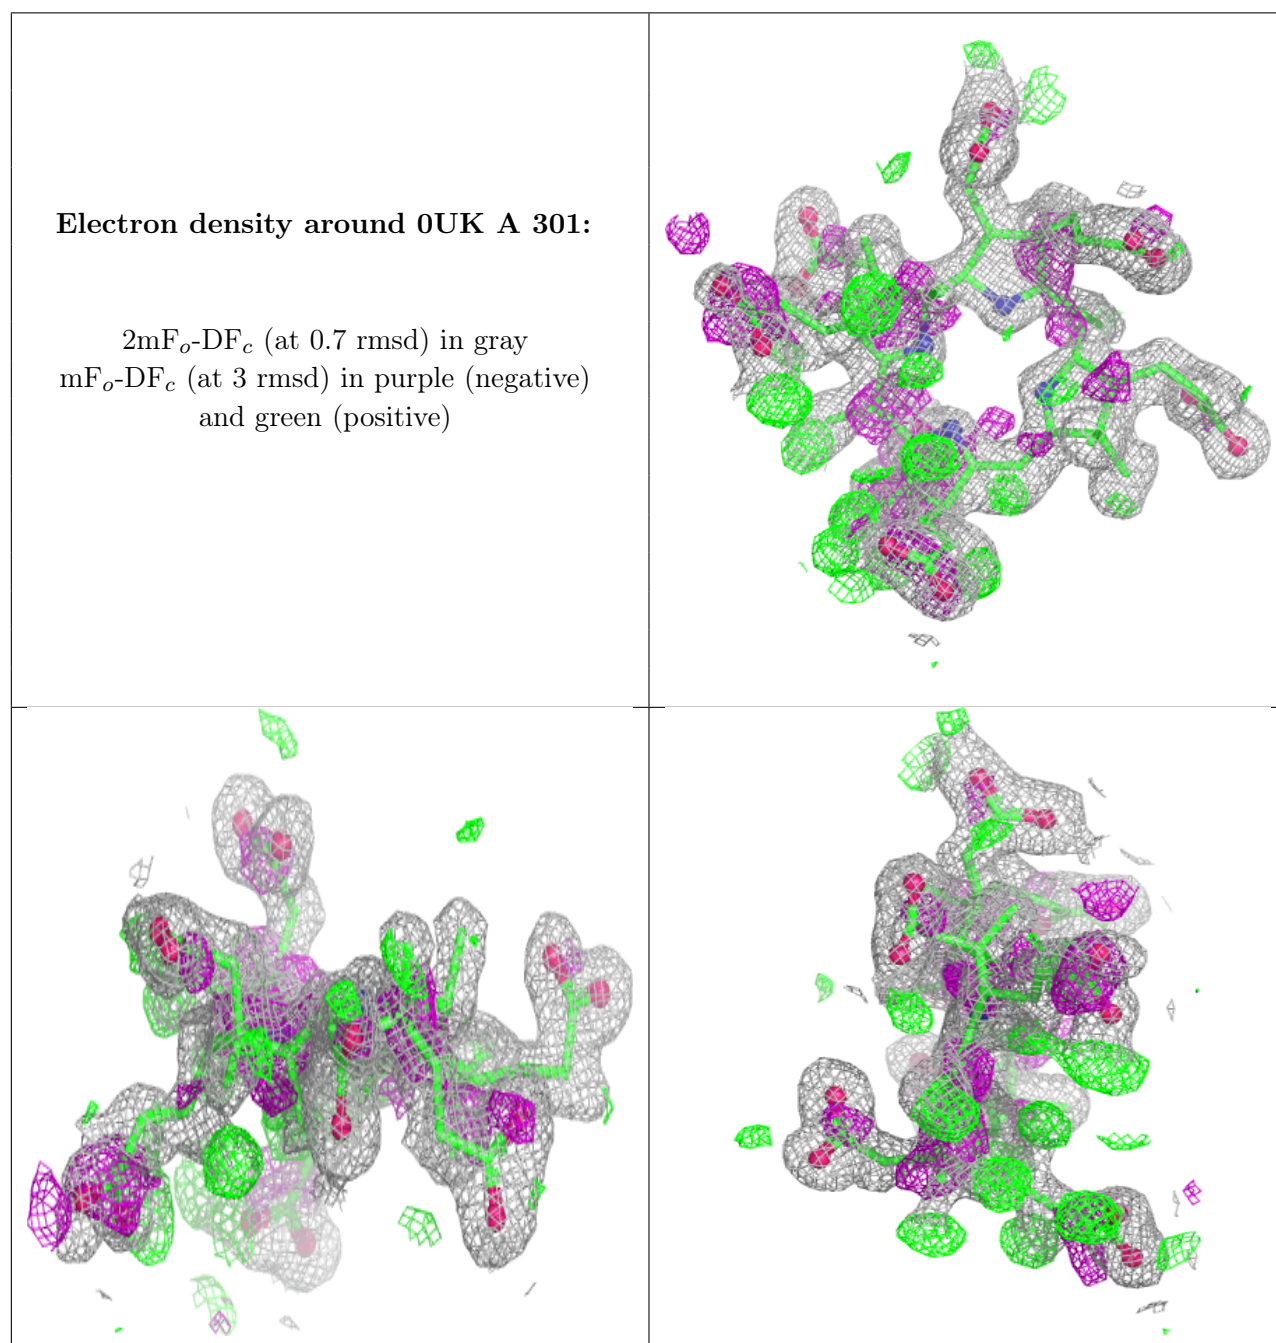 Electron density around 0UK A 301:
2mFo-DFc (at 0.7 rmsd) in gray
mFo-DFc (at 3 rmsd) in purple (negative)
and green (positive)